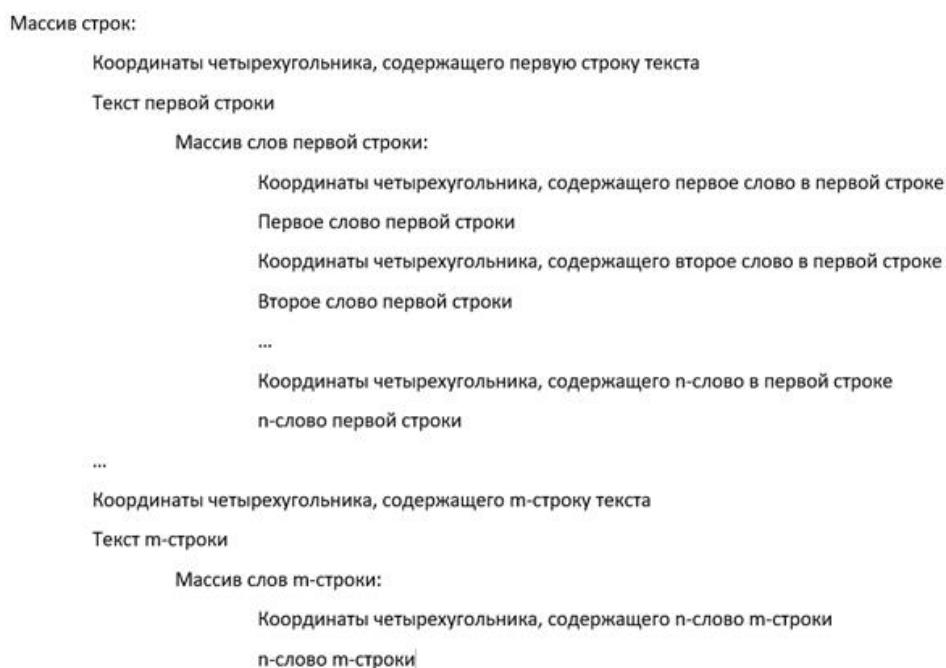 Массив строк:
Координаты четырехугольника, содержащего первую строку текста
Текст первой строки
Массив слов первой строки:
Координаты четырехугольника, содержащего первое слово в первой строке
Первое слово первой строки
Координаты четырехугольника, содержащего второе слово в первой строке
Второе слово первой строки
...
Координаты четырехугольника, содержащего n-слово в первой строке
n-слово первой строки
...
Координаты четырехугольника, содержащего m-строку текста
Текст m-строки
Массив слов m-строки:
Координаты четырехугольника, содержащего n-слово m-строки
n-слово m-строки